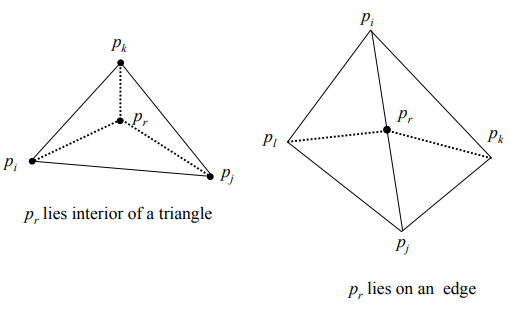 p_k
p_r
p_i
p_j
p_r lies interior of a triangle
p_i
p_r
p_l
p_k
p_j
p_r lies on an edge